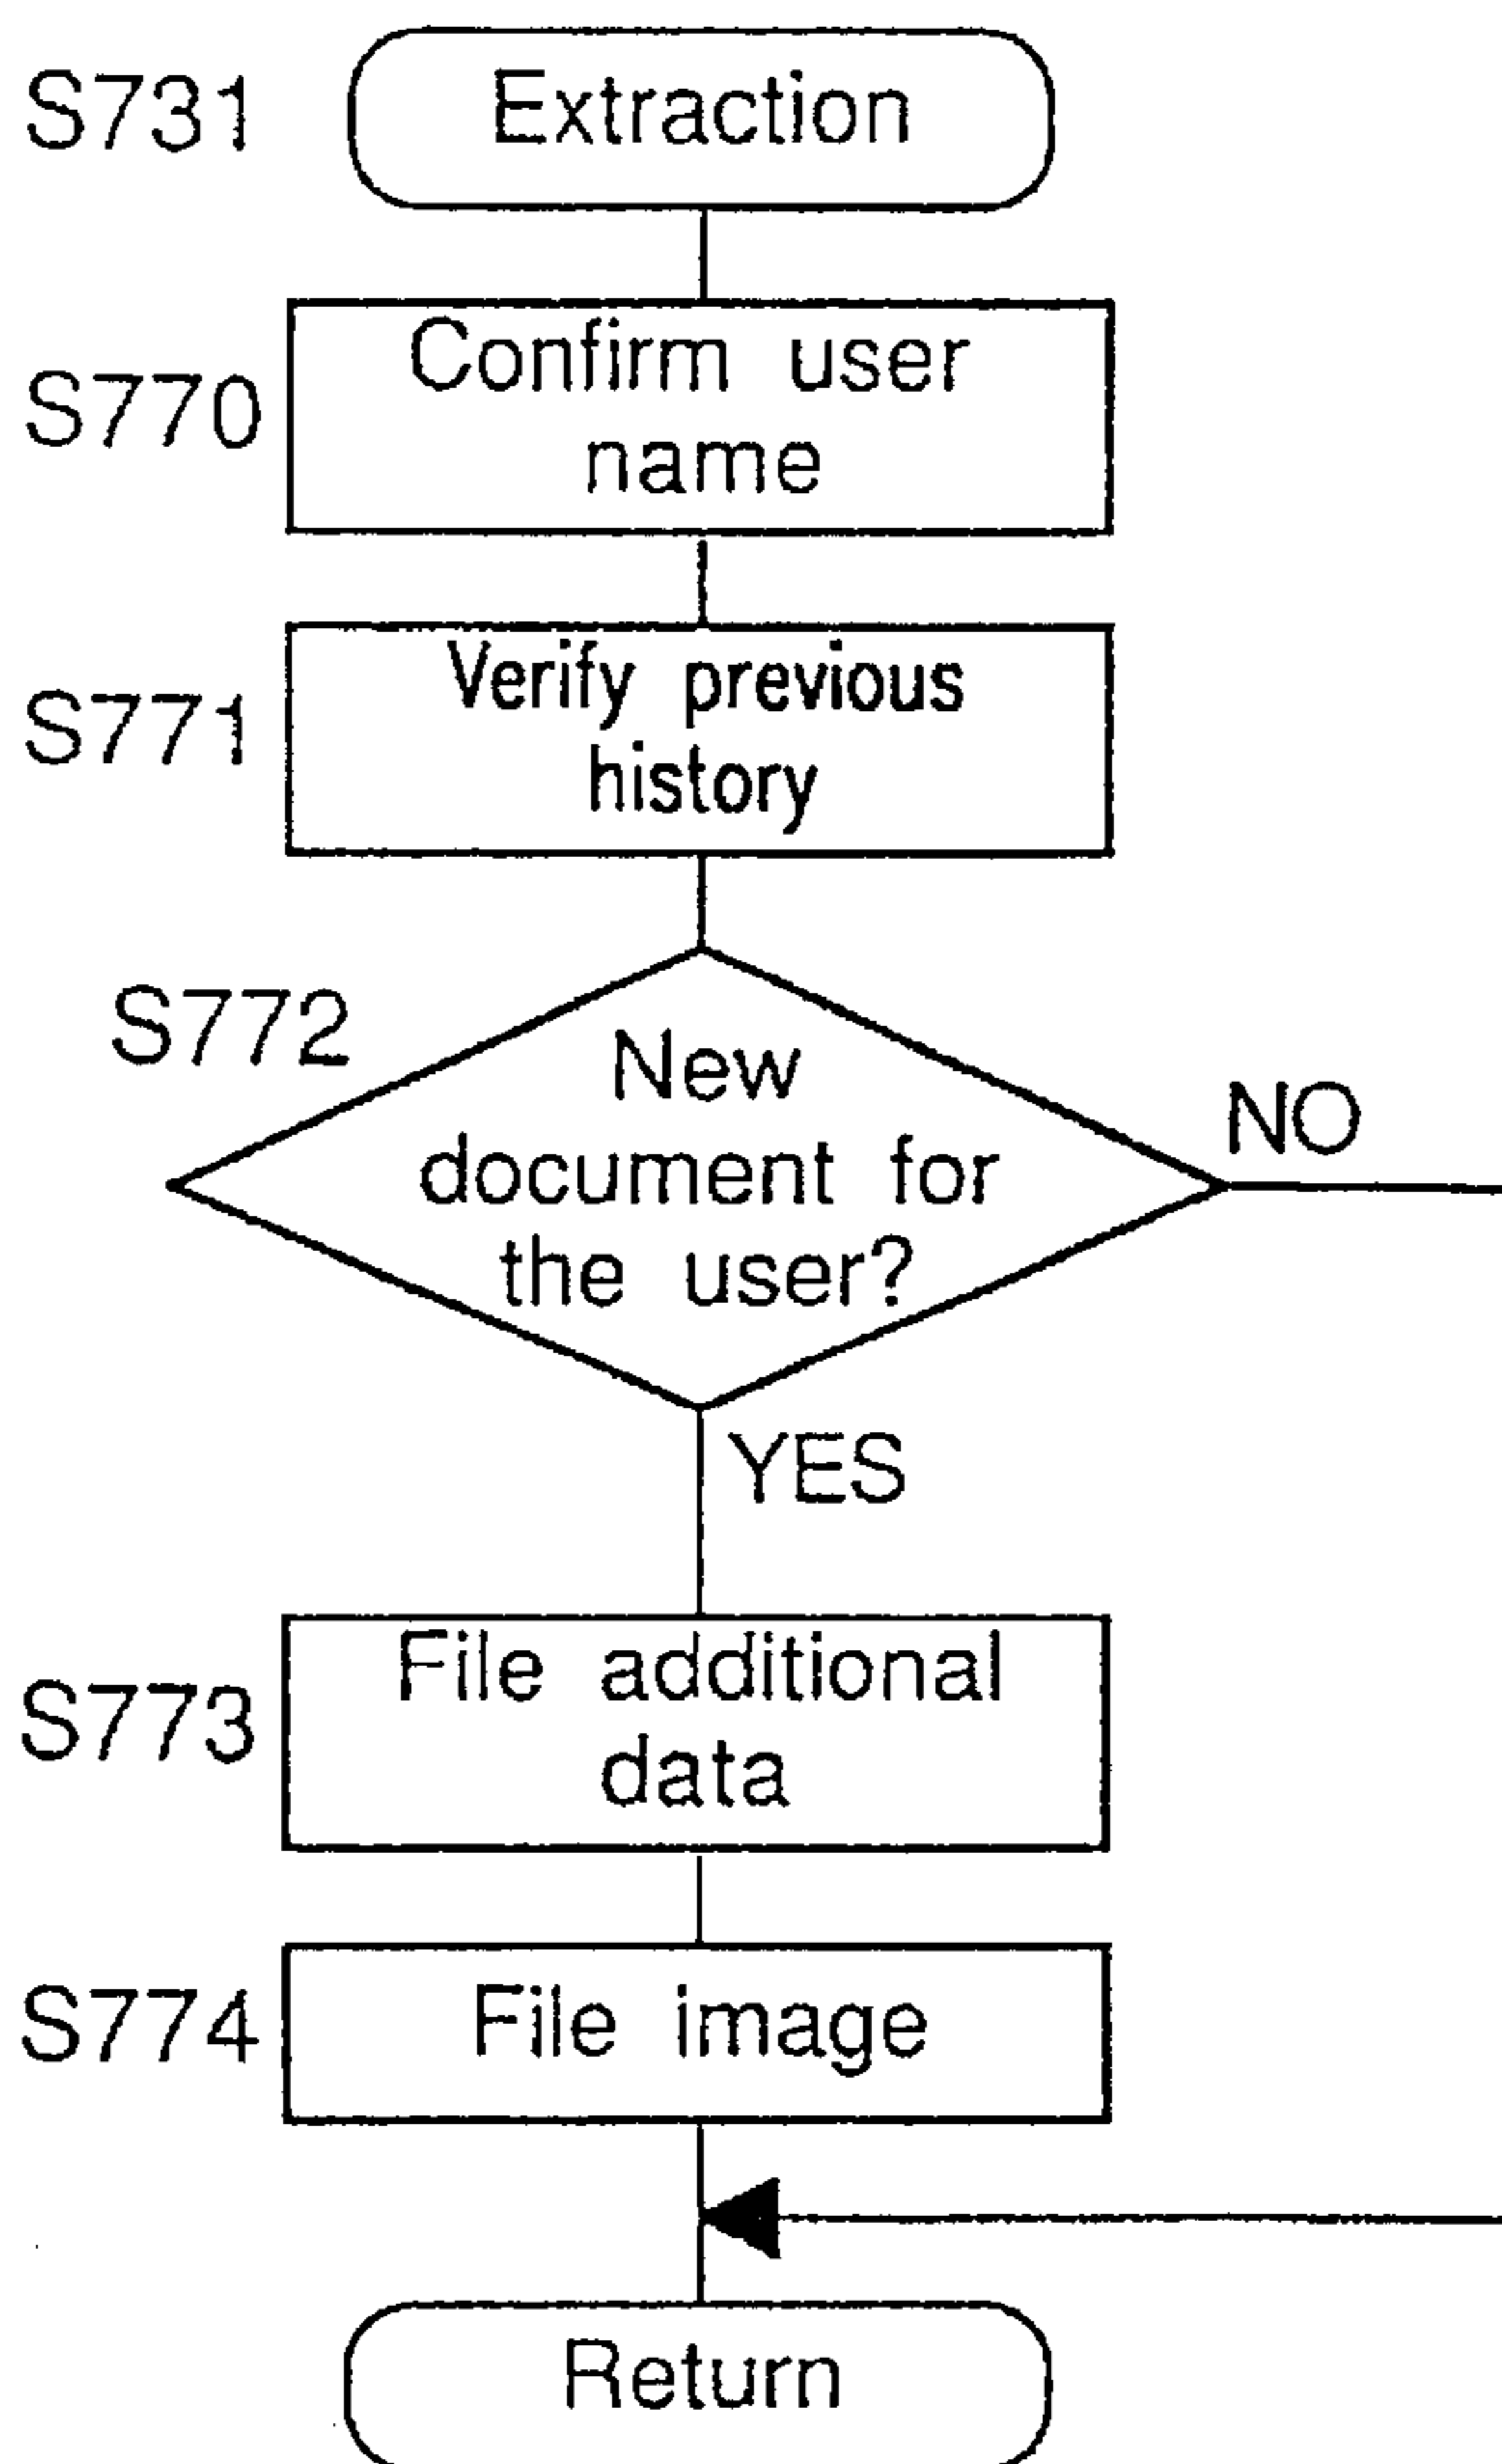 S731 Extraction
S770 Confirm user
name
S771 Verify previous
history
S772
New
document for
the user?
NO
YES
S773 File additional
data
S774 File image
Return